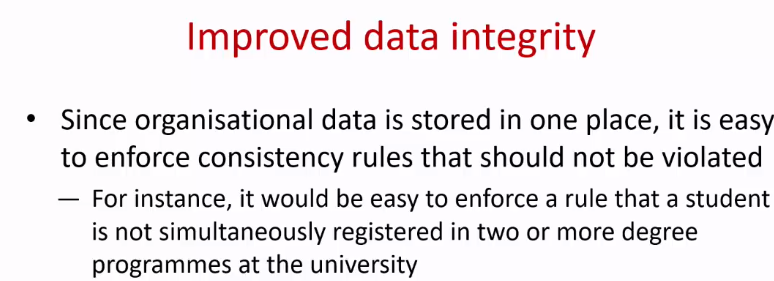 Improved data integrity
• Since organisational data is stored in one place, it is easy
to enforce consistency rules that should not be violated
— For instance, it would be easy to enforce a rule that a student
is not simultaneously registered in two or more degree
programmes at the university